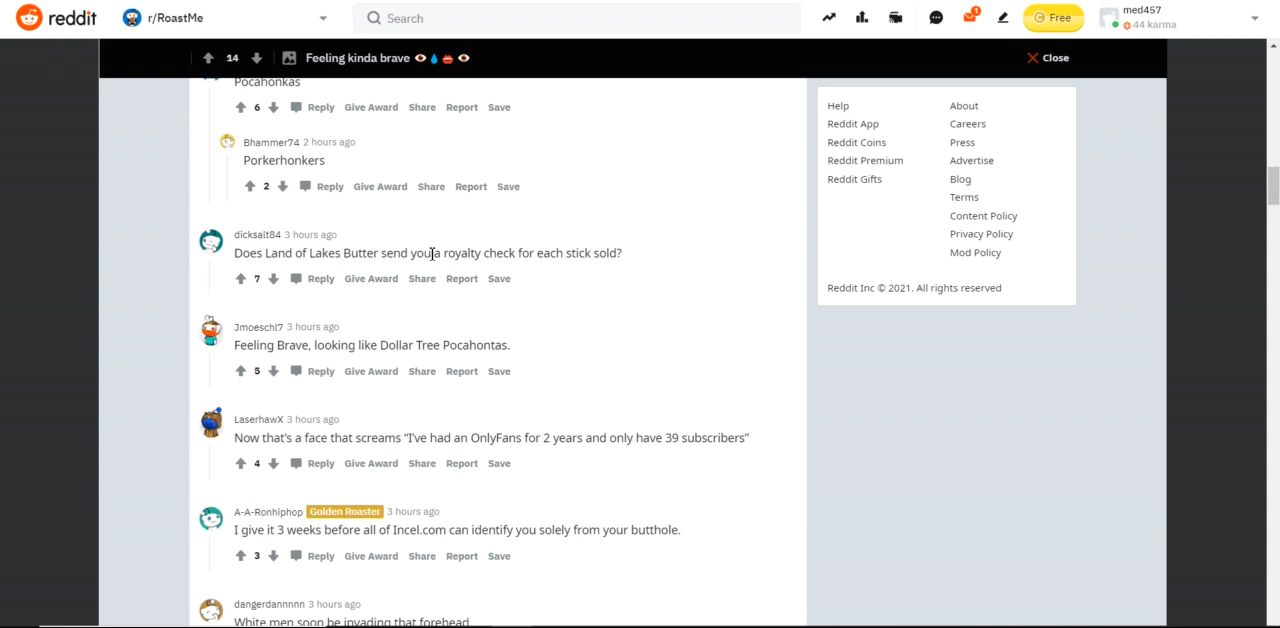 reddit
r/RoastMe
Search
1
Free
med457
44 karma
14
Feeling kinda brave
Close
Pocahonkas
6 Reply Give Award Share Report Save
Bhammer74 2 hours ago
Porkerhonkers
2 Reply Give Award Share Report Save
dicksalt84 3 hours ago
Does Land of Lakes Butter send you a royalty check for each stick sold?
7 Reply Give Award Share Report Save
Jmoeschl7 3 hours ago
Feeling Brave, looking like Dollar Tree Pocahontas.
5 Reply Give Award Share Report Save
LaserhawX 3 hours ago
Now that's a face that screams “I've had an OnlyFans for 2 years and only have 39 subscribers”
4 Reply Give Award Share Report Save
A-A-Ronhiphop Golden Roaster 3 hours ago
I give it 3 weeks before all of Incel.com can identify you solely from your butthole.
3 Reply Give Award Share Report Save
dangerdannnnn 3 hours ago
White men soon be invading that forehead
Help
Reddit App
Reddit Coins
Reddit Premium
Reddit Gifts
About
Careers
Press
Advertise
Blog
Terms
Content Policy
Privacy Policy
Mod Policy
Reddit Inc © 2021. All rights reserved